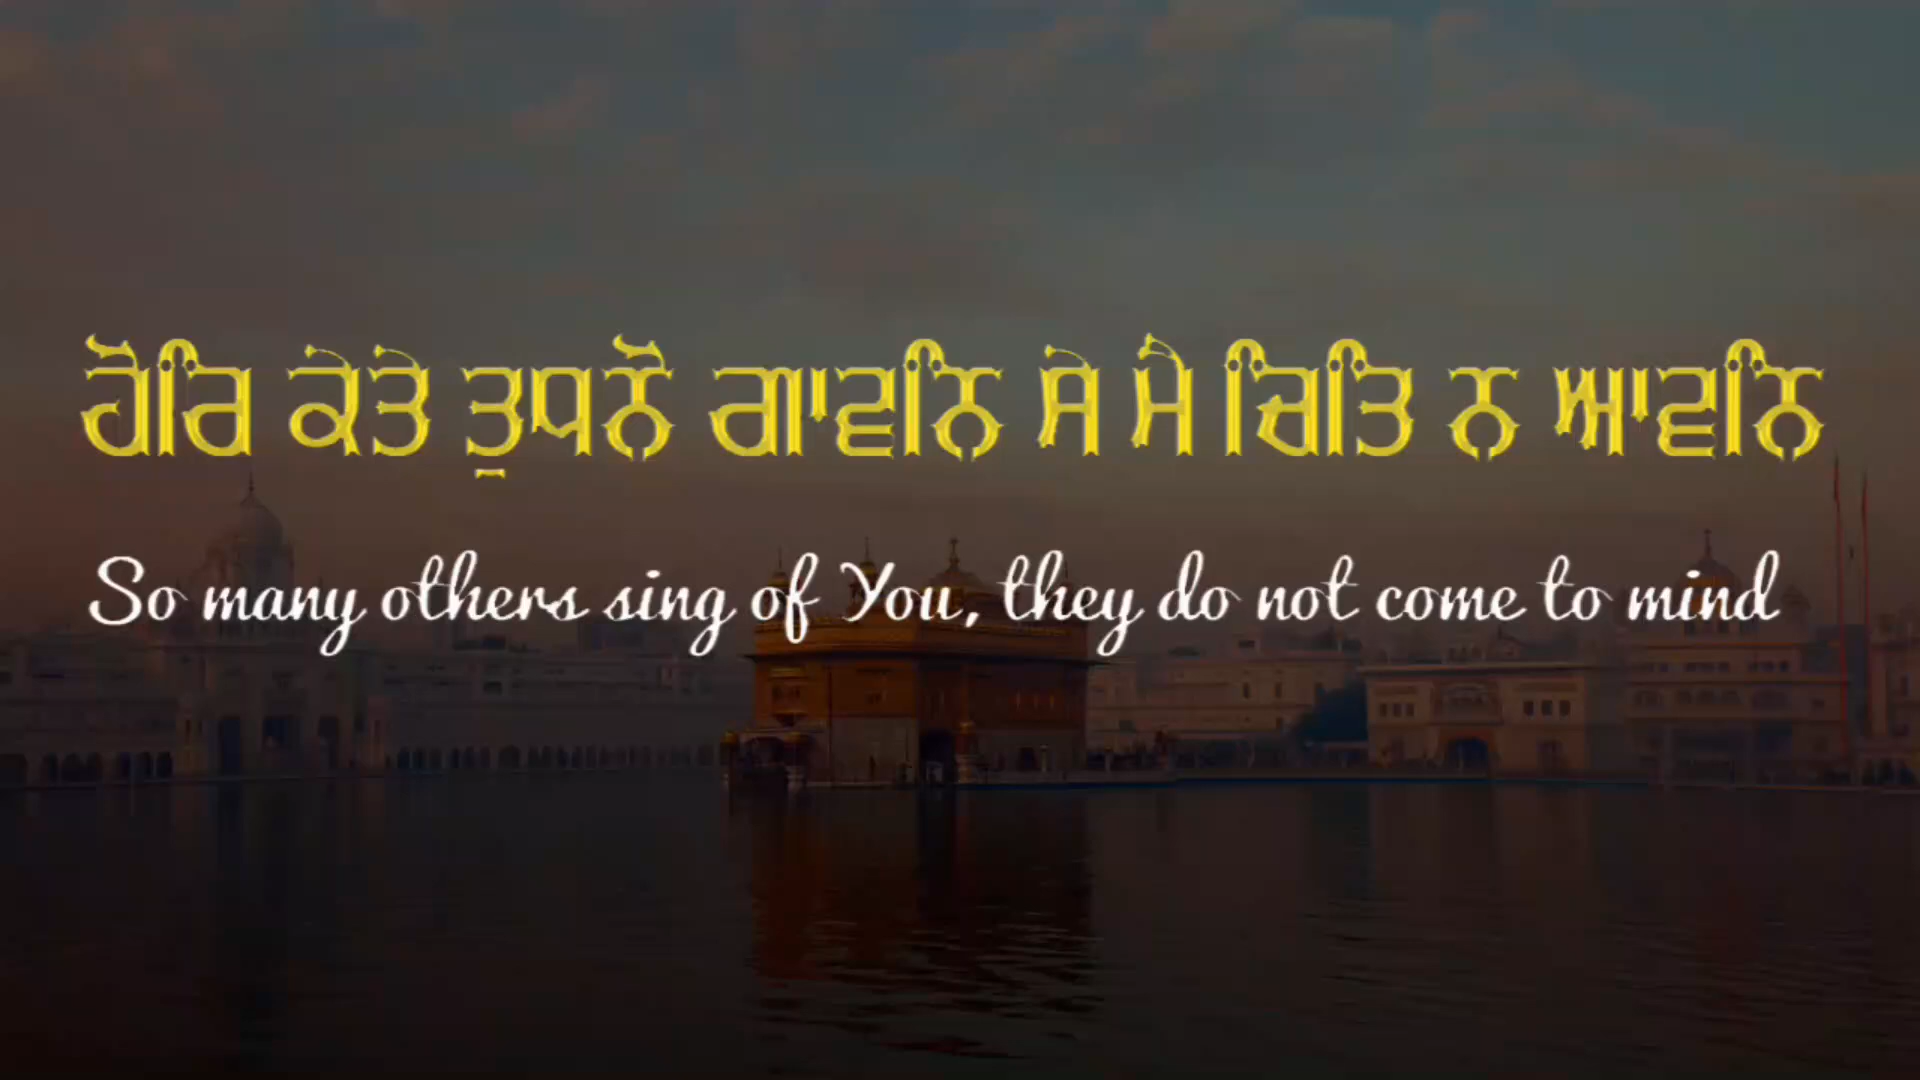 ਹੋਰਿ ਕੇਤੇ ਤੁਧਨੋ ਗਾਵਨਿ ਸੇ ਮੈ ਚਿਤਿ ਨ ਆਵਨਿ
So many others sing of You, they do not come to mind